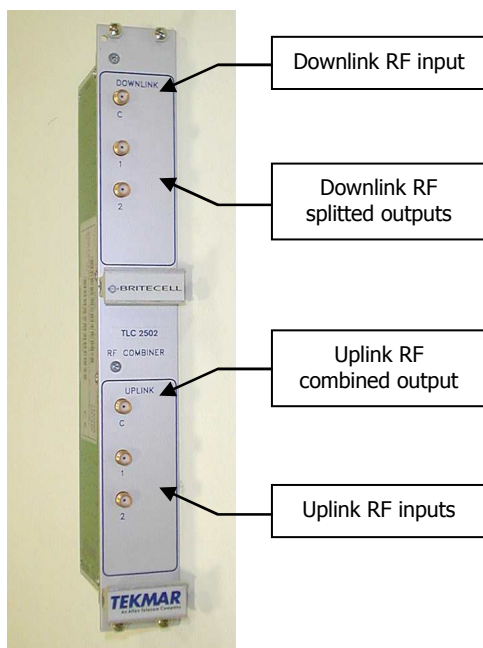 DOWNLINK
C
1
2
BRITECELL
TLC 2502
RF COMBINER
UPLINK
C
1
2
TEKMAR
An Allen Telecom Company
Downlink RF input
Downlink RF
splitted outputs
Uplink RF
combined output
Uplink RF inputs